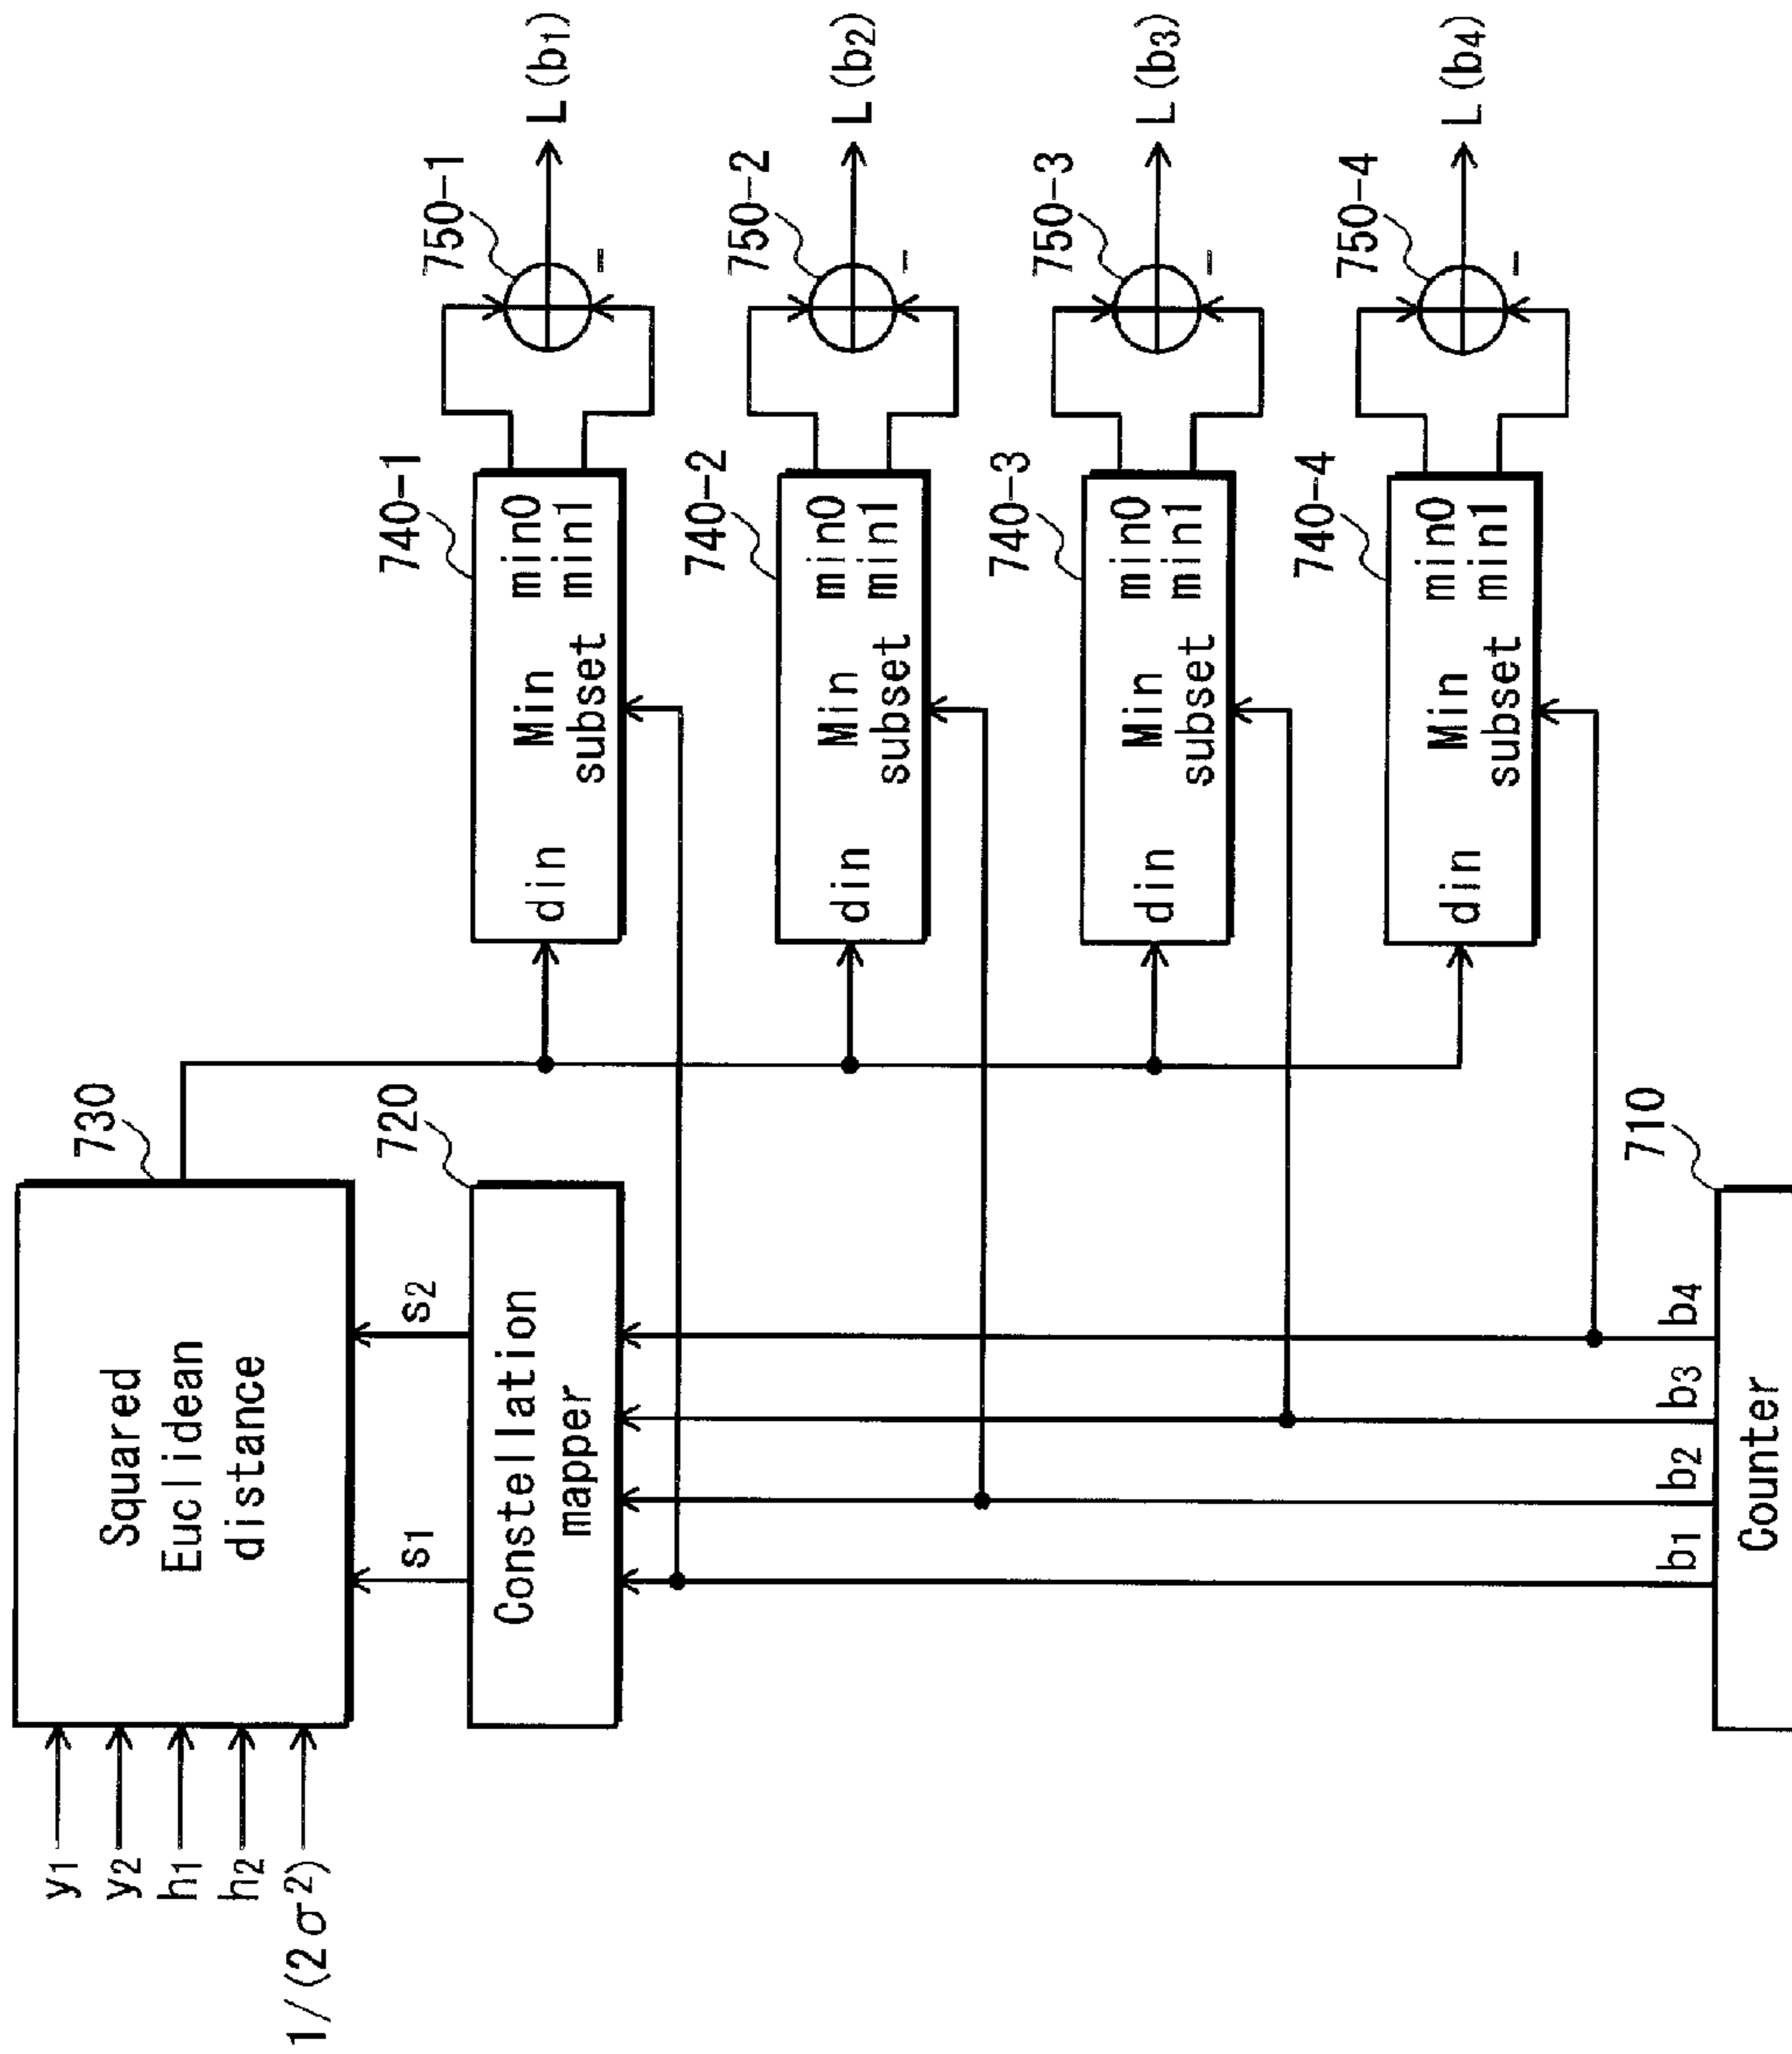 y1
y2
h1
h2
1/(2σ²)
Squared
Euclidean
distance
730
s1
s2
Constellation
mapper
720
b1
b2
b3
b4
Counter
710
din
Min
subset
min0
min1
740-1
750-1
-
L(b1)
din
Min
subset
min0
min1
740-2
750-2
-
L(b2)
din
Min
subset
min0
min1
740-3
750-3
-
L(b3)
din
Min
subset
min0
min1
740-4
750-4
-
L(b4)